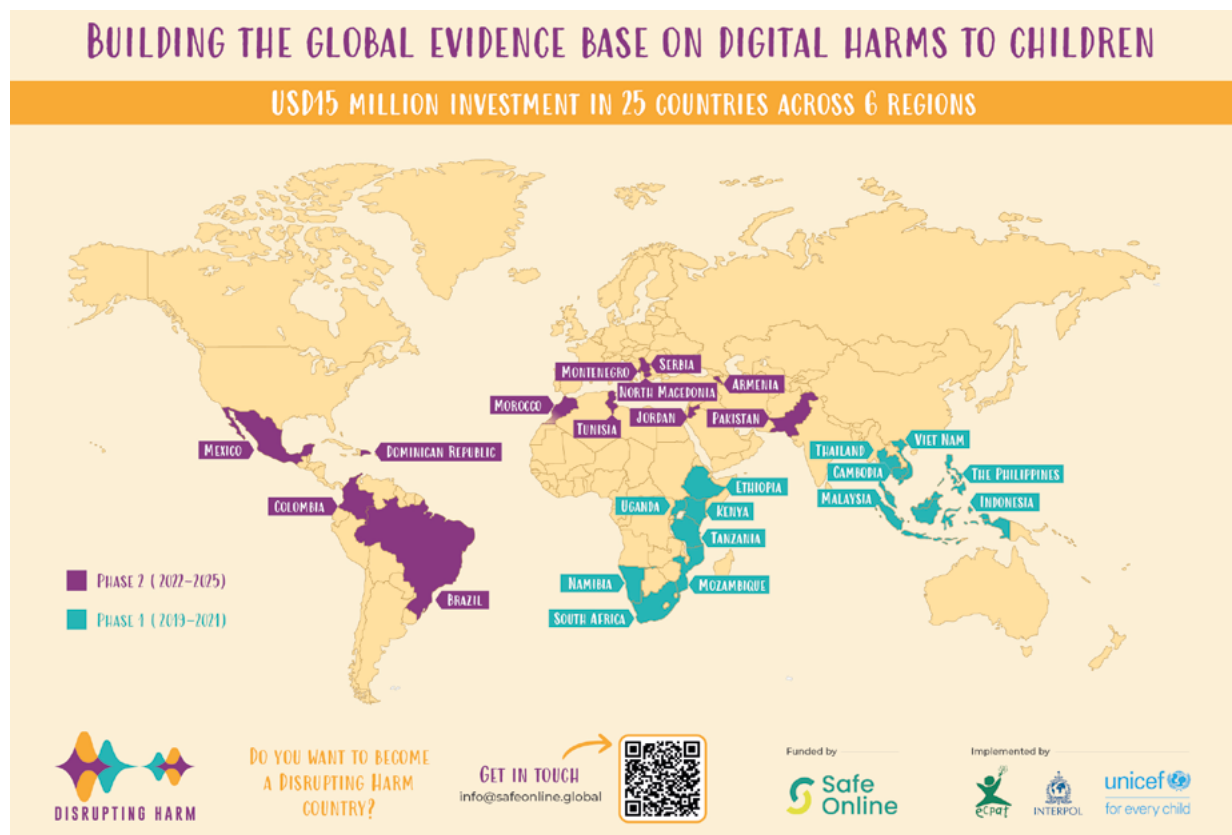 BUILDING THE GLOBAL EVIDENCE BASE ON DIGITAL HARMS TO CHILDREN
USD15 MILLION INVESTMENT IN 25 COUNTRIES ACROSS 6 REGIONS
MONTENEGRO
SERBIA
NORTH MACEDONIA
ARMENIA
MOROCCO
TUNISIA
JORDAN
PAKISTAN
MEXICO
DOMINICAN REPUBLIC
COLOMBIA
BRAZIL
THAILAND
VIET NAM
CAMBODIA
THE PHILIPPINES
MALAYSIA
INDONESIA
ETHIOPIA
UGANDA
KENYA
TANZANIA
NAMIBIA
MOZAMBIQUE
SOUTH AFRICA
PHASE 2 (2022–2025)
PHASE 1 (2019–2021)
DISRUPTING HARM
DO YOU WANT TO BECOME
A DISRUPTING HARM
COUNTRY?
GET IN TOUCH
info@safeonline.global
Funded by
Safe
Online
Implemented by
ecpat
INTERPOL
unicef
for every child